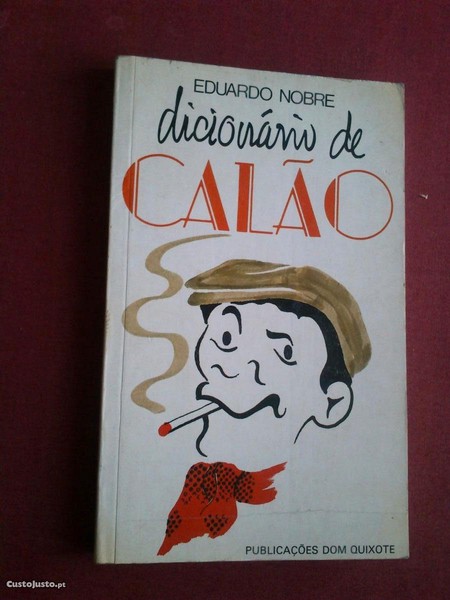 EDUARDO NOBRE
dicionário de
CALÃO
PUBLICAÇÕES DOM QUIXOTE
CustoJusto.pt